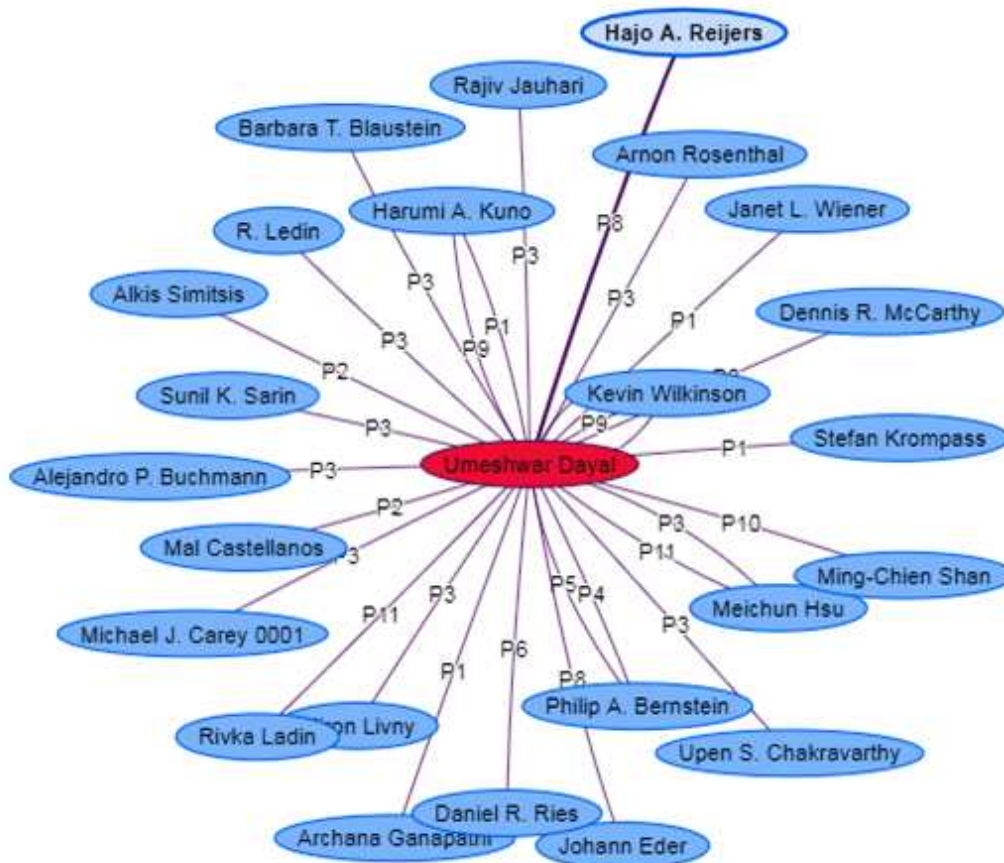 Hajo A. Reijers
Rajiv Jauhari
Barbara T. Blaustein
Arnon Rosenthal
Harumi A. Kuno
Janet L. Wiener
R. Ledin
P8
P3
P3
P3
Alkis Simitsis
Dennis R. McCarthy
P1
P1
P3
P9
P2
Sunil K. Sarin
Kevin Wilkinson
P3
P9
Stefan Krompass
P1
Umeshwar Dayal
Alejandro P. Buchmann
P3
P2
P3
P10
Mal Castellanos
P3
P11
Ming-Chien Shan
Meichun Hsu
P5
P4
P3
P11
P3
Michael J. Carey 0001
P6
P1
P8
Philip A. Bernstein
Rivka Ladin
Livny
Upen S. Chakravarthy
Daniel R. Ries
Archana Ganapathi
Johann Eder